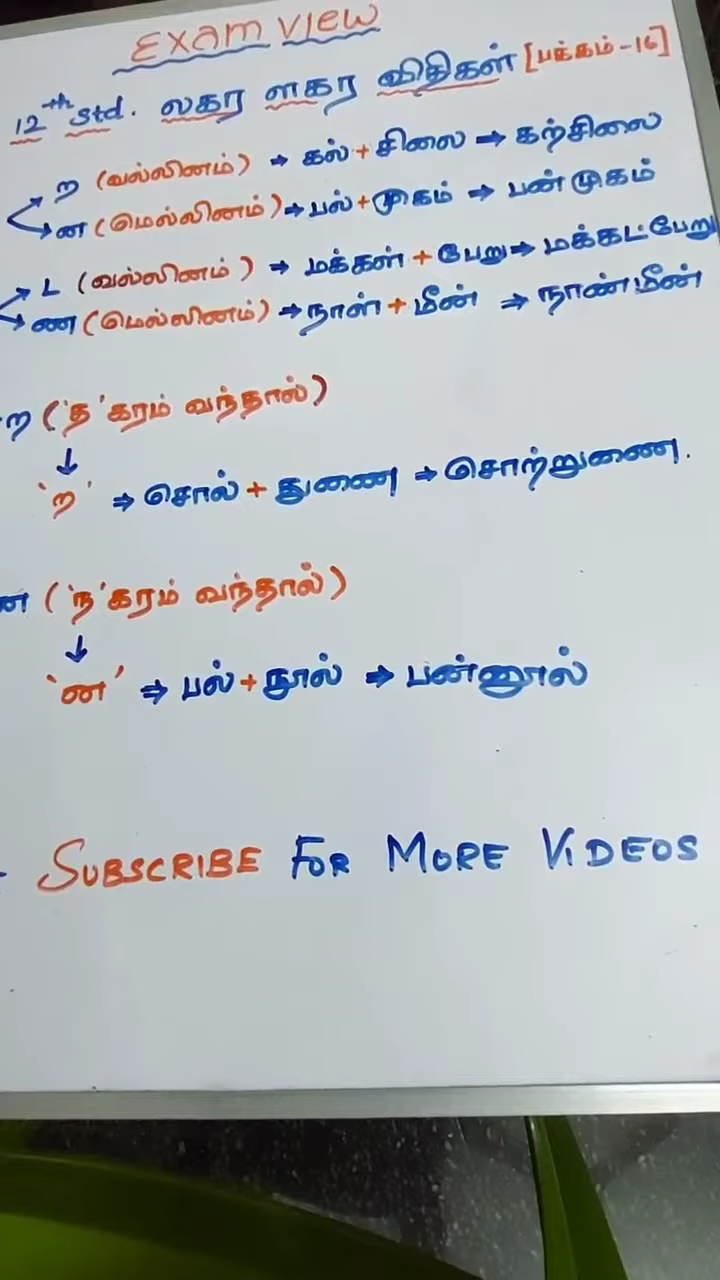 Exam View
12th std. லகர ளகர விதிகள் [பக்கம்-16]
ற (வல்லினம்) → கல்+சிலை ⇒ கற்சிலை
ன (மெல்லினம்) → பல்+முகம் ⇒ பண்முகம்
ட (வல்லினம்) → மக்கள்+பேறு ⇒ மக்கட்பேறு
ண (மெல்லினம்) → நாள்+மீன் ⇒ நாண்மீன்
ற ('த'கரம் வந்தால்)
↓
'ற' ⇒ சொல்+துணை ⇒ சொற்றுணை.
ன ('ந'கரம் வந்தால்)
↓
'ன' ⇒ பல்+நூல் ⇒ பன்னூல்
- SUBSCRIBE FOR MORE VIDEOS